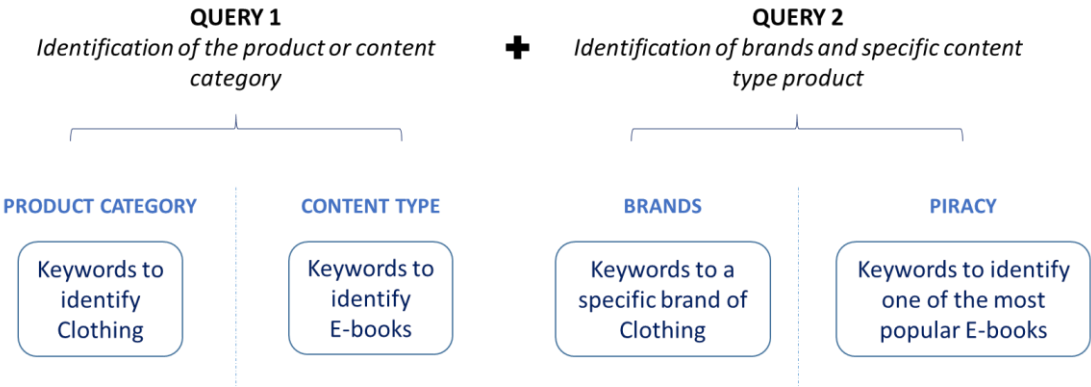 QUERY 1
Identification of the product or content
category
+
QUERY 2
Identification of brands and specific content
type product
PRODUCT CATEGORY
Keywords to
identify
Clothing
CONTENT TYPE
Keywords to
identify
E-books
BRANDS
Keywords to a
specific brand of
Clothing
PIRACY
Keywords to identify
one of the most
popular E-books